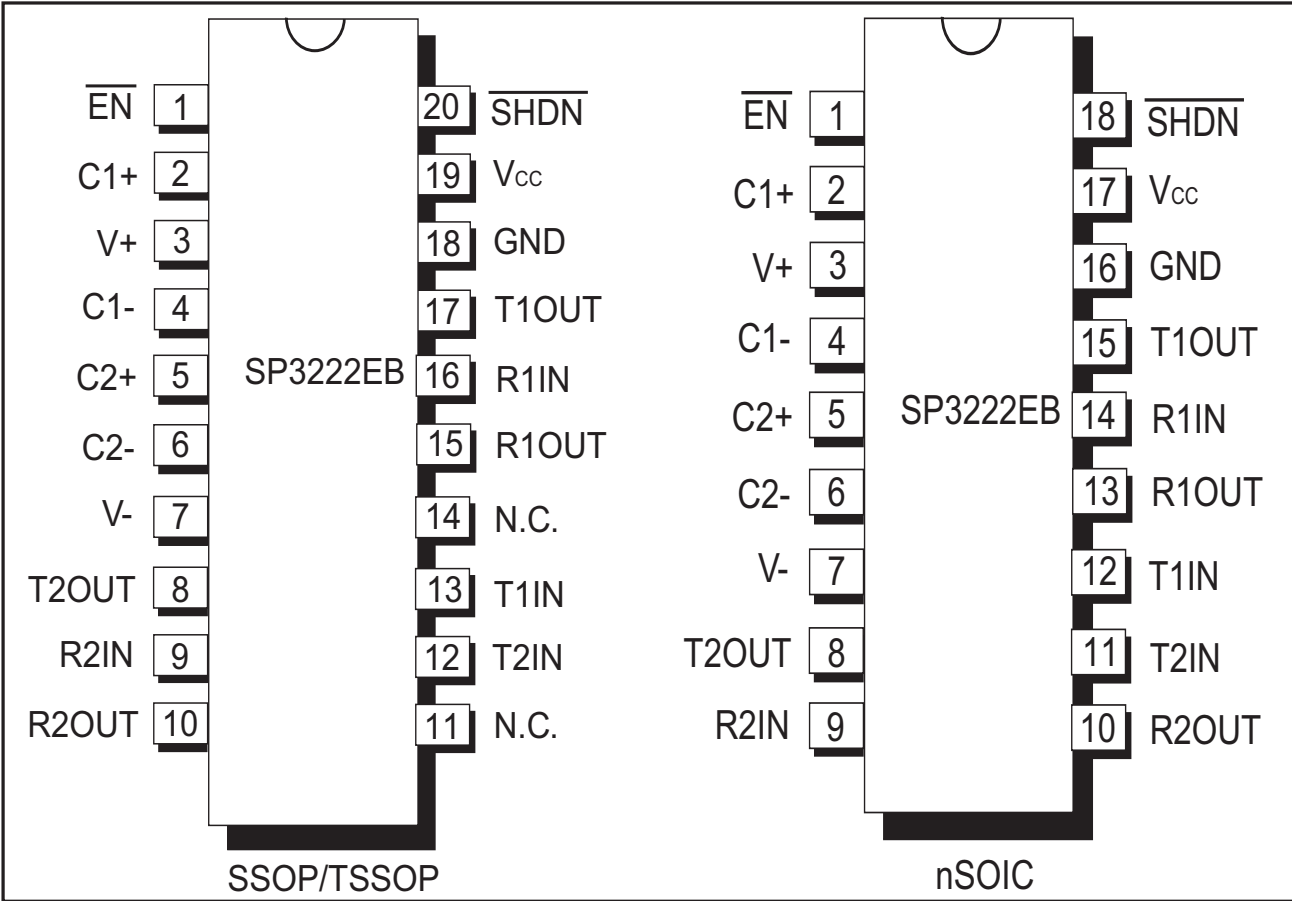 EN 1
C1+ 2
V+ 3
C1- 4
C2+ 5
C2- 6
V- 7
T2OUT 8
R2IN 9
R2OUT 10
SP3222EB
20 SHDN
19 Vcc
18 GND
17 T1OUT
16 R1IN
15 R1OUT
14 N.C.
13 T1IN
12 T2IN
11 N.C.
SSOP/TSSOP
EN 1
C1+ 2
V+ 3
C1- 4
C2+ 5
C2- 6
V- 7
T2OUT 8
R2IN 9
SP3222EB
18 SHDN
17 Vcc
16 GND
15 T1OUT
14 R1IN
13 R1OUT
12 T1IN
11 T2IN
10 R2OUT
nSOIC